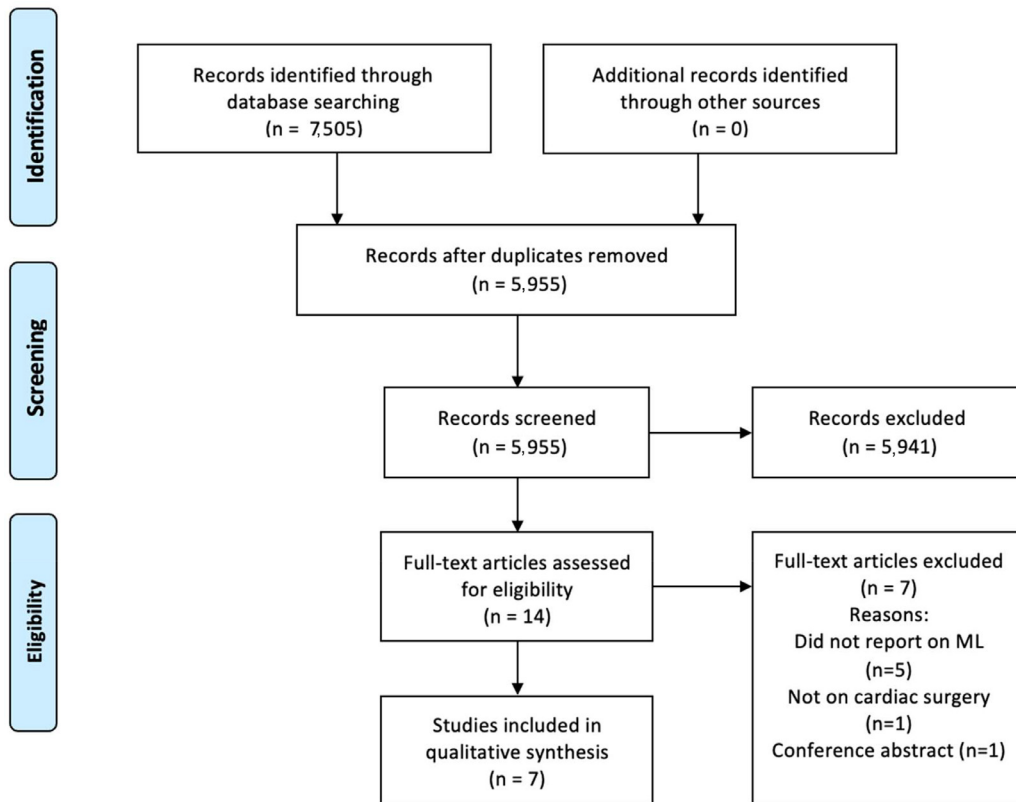 Identification
Records identified through
database searching
(n = 7,505)
Additional records identified
through other sources
(n = 0)
Records after duplicates removed
(n = 5,955)
Screening
Records screened
(n = 5,955)
Records excluded
(n = 5,941)
Eligibility
Full-text articles assessed
for eligibility
(n = 14)
Full-text articles excluded
(n = 7)
Reasons:
Did not report on ML
(n=5)
Not on cardiac surgery
(n=1)
Conference abstract (n=1)
Studies included in
qualitative synthesis
(n = 7)